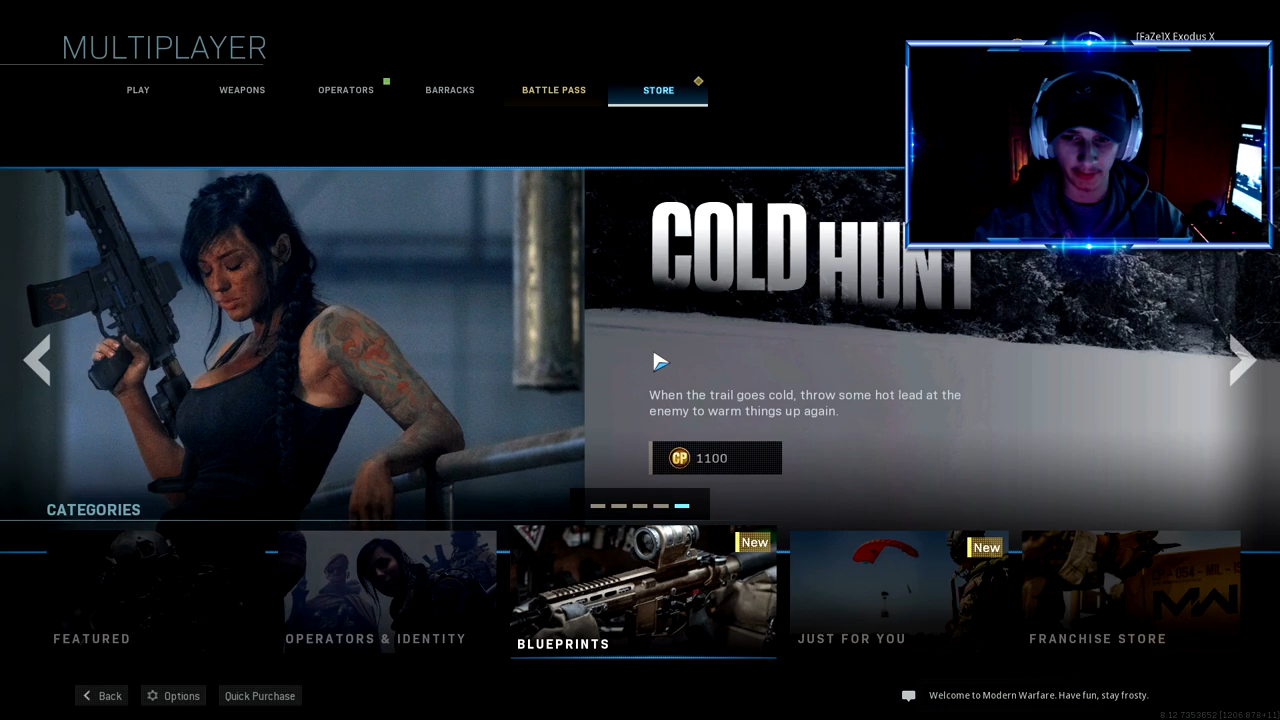 MULTIPLAYER
[FaZe]X Exodus X
PLAY
WEAPONS
OPERATORS
BARRACKS
BATTLE PASS
STORE
COLD HUNT
When the trail goes cold, throw some hot lead at the
enemy to warm things up again.
CP 1100
CATEGORIES
New
New
FEATURED
OPERATORS & IDENTITY
BLUEPRINTS
JUST FOR YOU
FRANCHISE STORE
Back
Options
Quick Purchase
Welcome to Modern Warfare. Have fun, stay frosty.